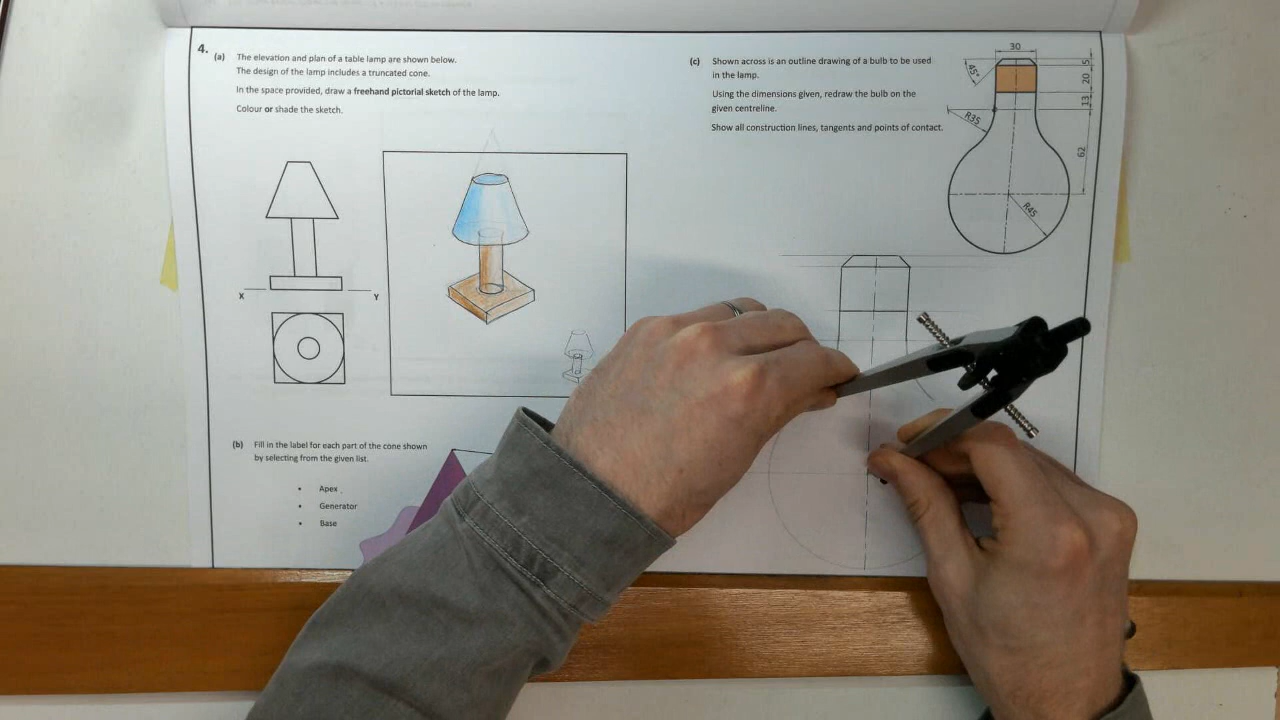 4.
(a) The elevation and plan of a table lamp are shown below.
The design of the lamp includes a truncated cone.
In the space provided, draw a freehand pictorial sketch of the lamp.
Colour or shade the sketch.
X
Y
(b) Fill in the label for each part of the cone shown
by selecting from the given list.
• Apex
• Generator
• Base
(c) Shown across is an outline drawing of a bulb to be used
in the lamp.
Using the dimensions given, redraw the bulb on the
given centreline.
Show all construction lines, tangents and points of contact.
30
45°
5
20
13
R35
62
R45